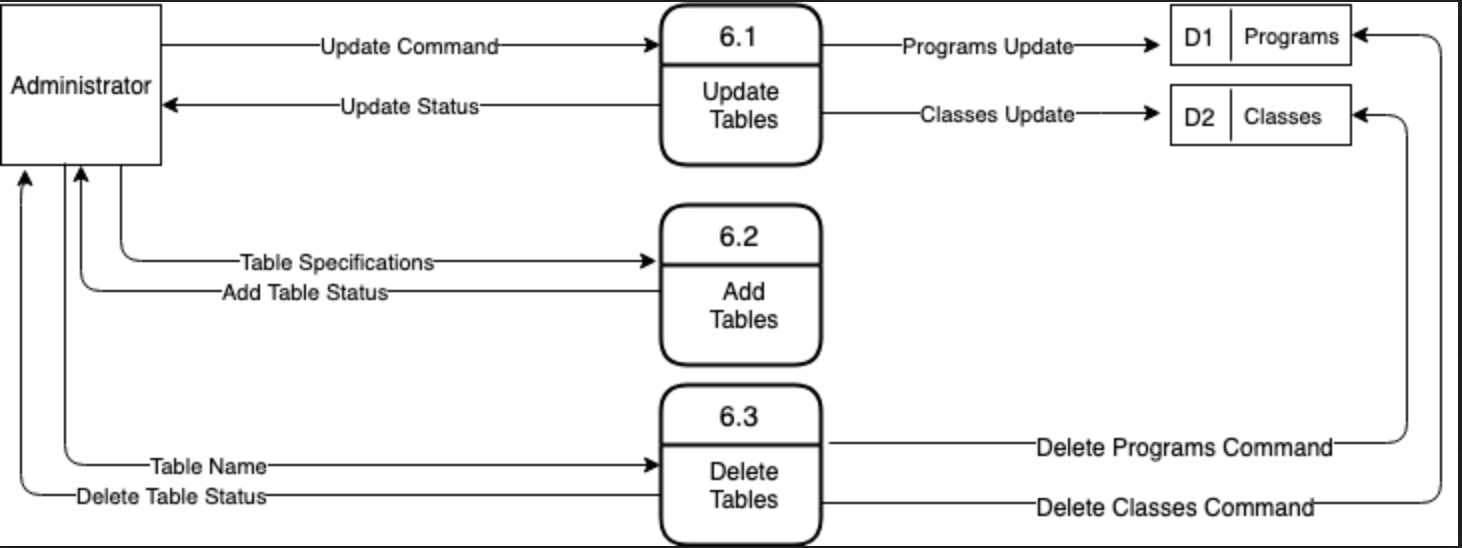 Administrator
Update Command
Update Status
6.1
Update
Tables
Programs Update
Classes Update
D1 Programs
D2 Classes
Table Specifications
Add Table Status
6.2
Add
Tables
Table Name
Delete Table Status
6.3
Delete
Tables
Delete Programs Command
Delete Classes Command